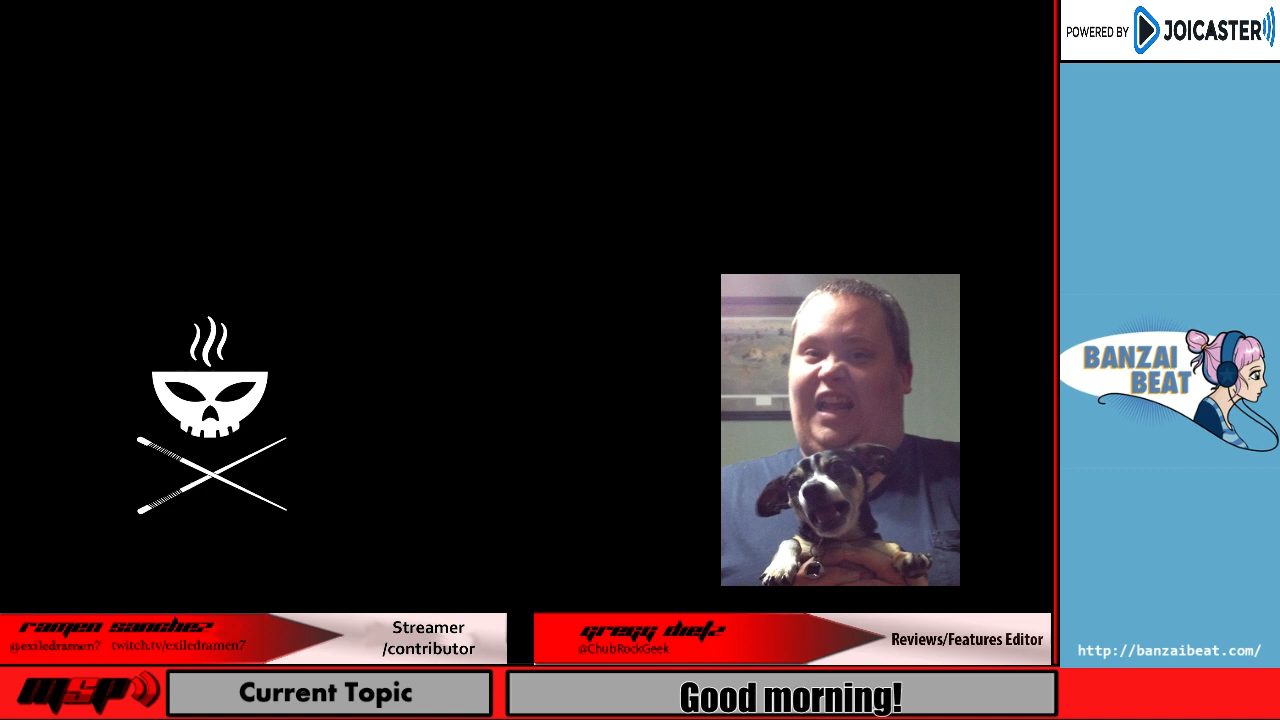 POWERED BY JOICASTER
BANZAI
BEAT
ramen sanchez
@exiledramen7 twitch.tv/exiledramen7
Streamer
/contributor
gregg dietz
@ChubRockGeek
Reviews/Features Editor
http://banzaibeat.com/
MSP
Current Topic
Good morning!